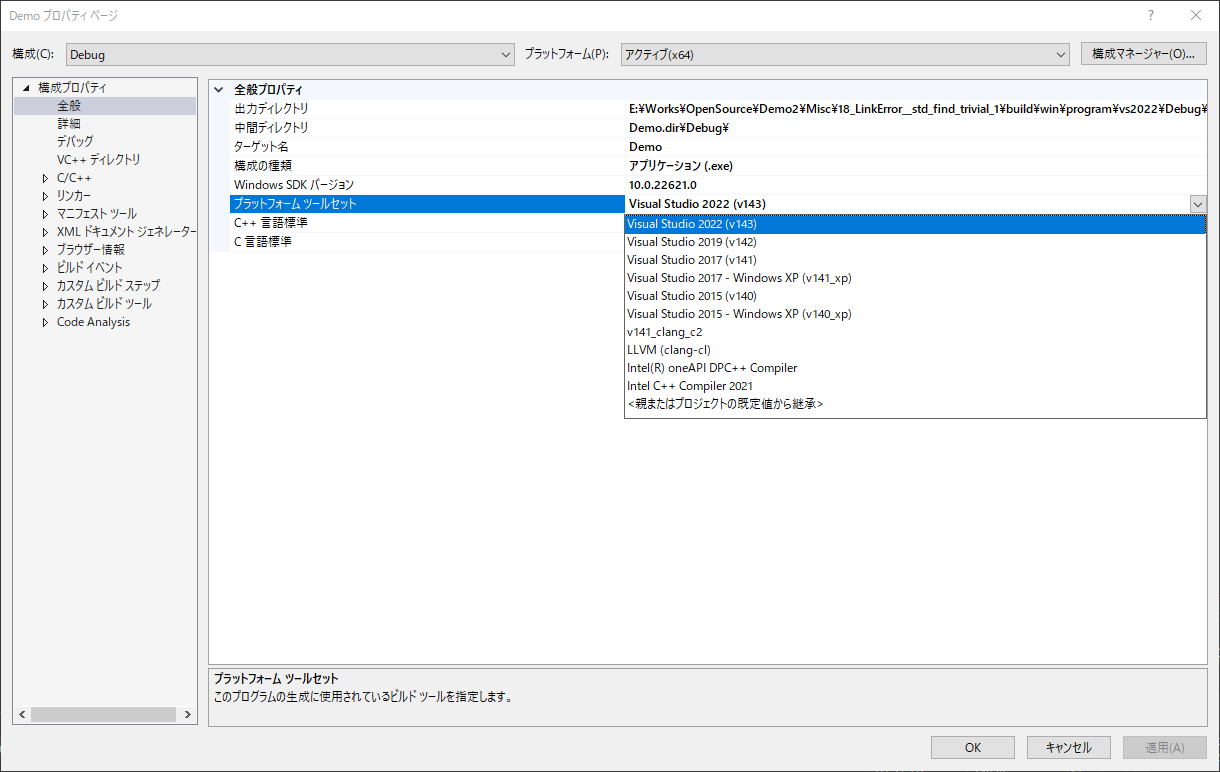 Demo プロパティ ページ
?
構成(C):
Debug
プラットフォーム(P):
アクティブ(x64)
構成マネージャー(O)...
構成プロパティ
全般
詳細
デバッグ
VC++ ディレクトリ
C/C++
リンカー
マニフェスト ツール
XML ドキュメント ジェネレーター
ブラウザー情報
ビルド イベント
カスタム ビルド ステップ
カスタム ビルド ツール
Code Analysis
全般プロパティ
出力ディレクトリ E:¥Works¥OpenSource¥Demo2¥Misc¥18_LinkError__std_find_trivial_1¥build¥win¥program¥vs2022¥Debug¥
中間ディレクトリ Demo.dir¥Debug¥
ターゲット名 Demo
構成の種類 アプリケーション (.exe)
Windows SDK バージョン 10.0.22621.0
プラットフォーム ツールセット Visual Studio 2022 (v143)
C++ 言語標準
C 言語標準
Visual Studio 2022 (v143)
Visual Studio 2019 (v142)
Visual Studio 2017 (v141)
Visual Studio 2017 - Windows XP (v141_xp)
Visual Studio 2015 (v140)
Visual Studio 2015 - Windows XP (v140_xp)
v141_clang_c2
LLVM (clang-cl)
Intel(R) oneAPI DPC++ Compiler
Intel C++ Compiler 2021
<親またはプロジェクトの既定値から継承>
プラットフォーム ツールセット
このプログラムの生成に使用されているビルド ツールを指定します。
OK
キャンセル
適用(A)